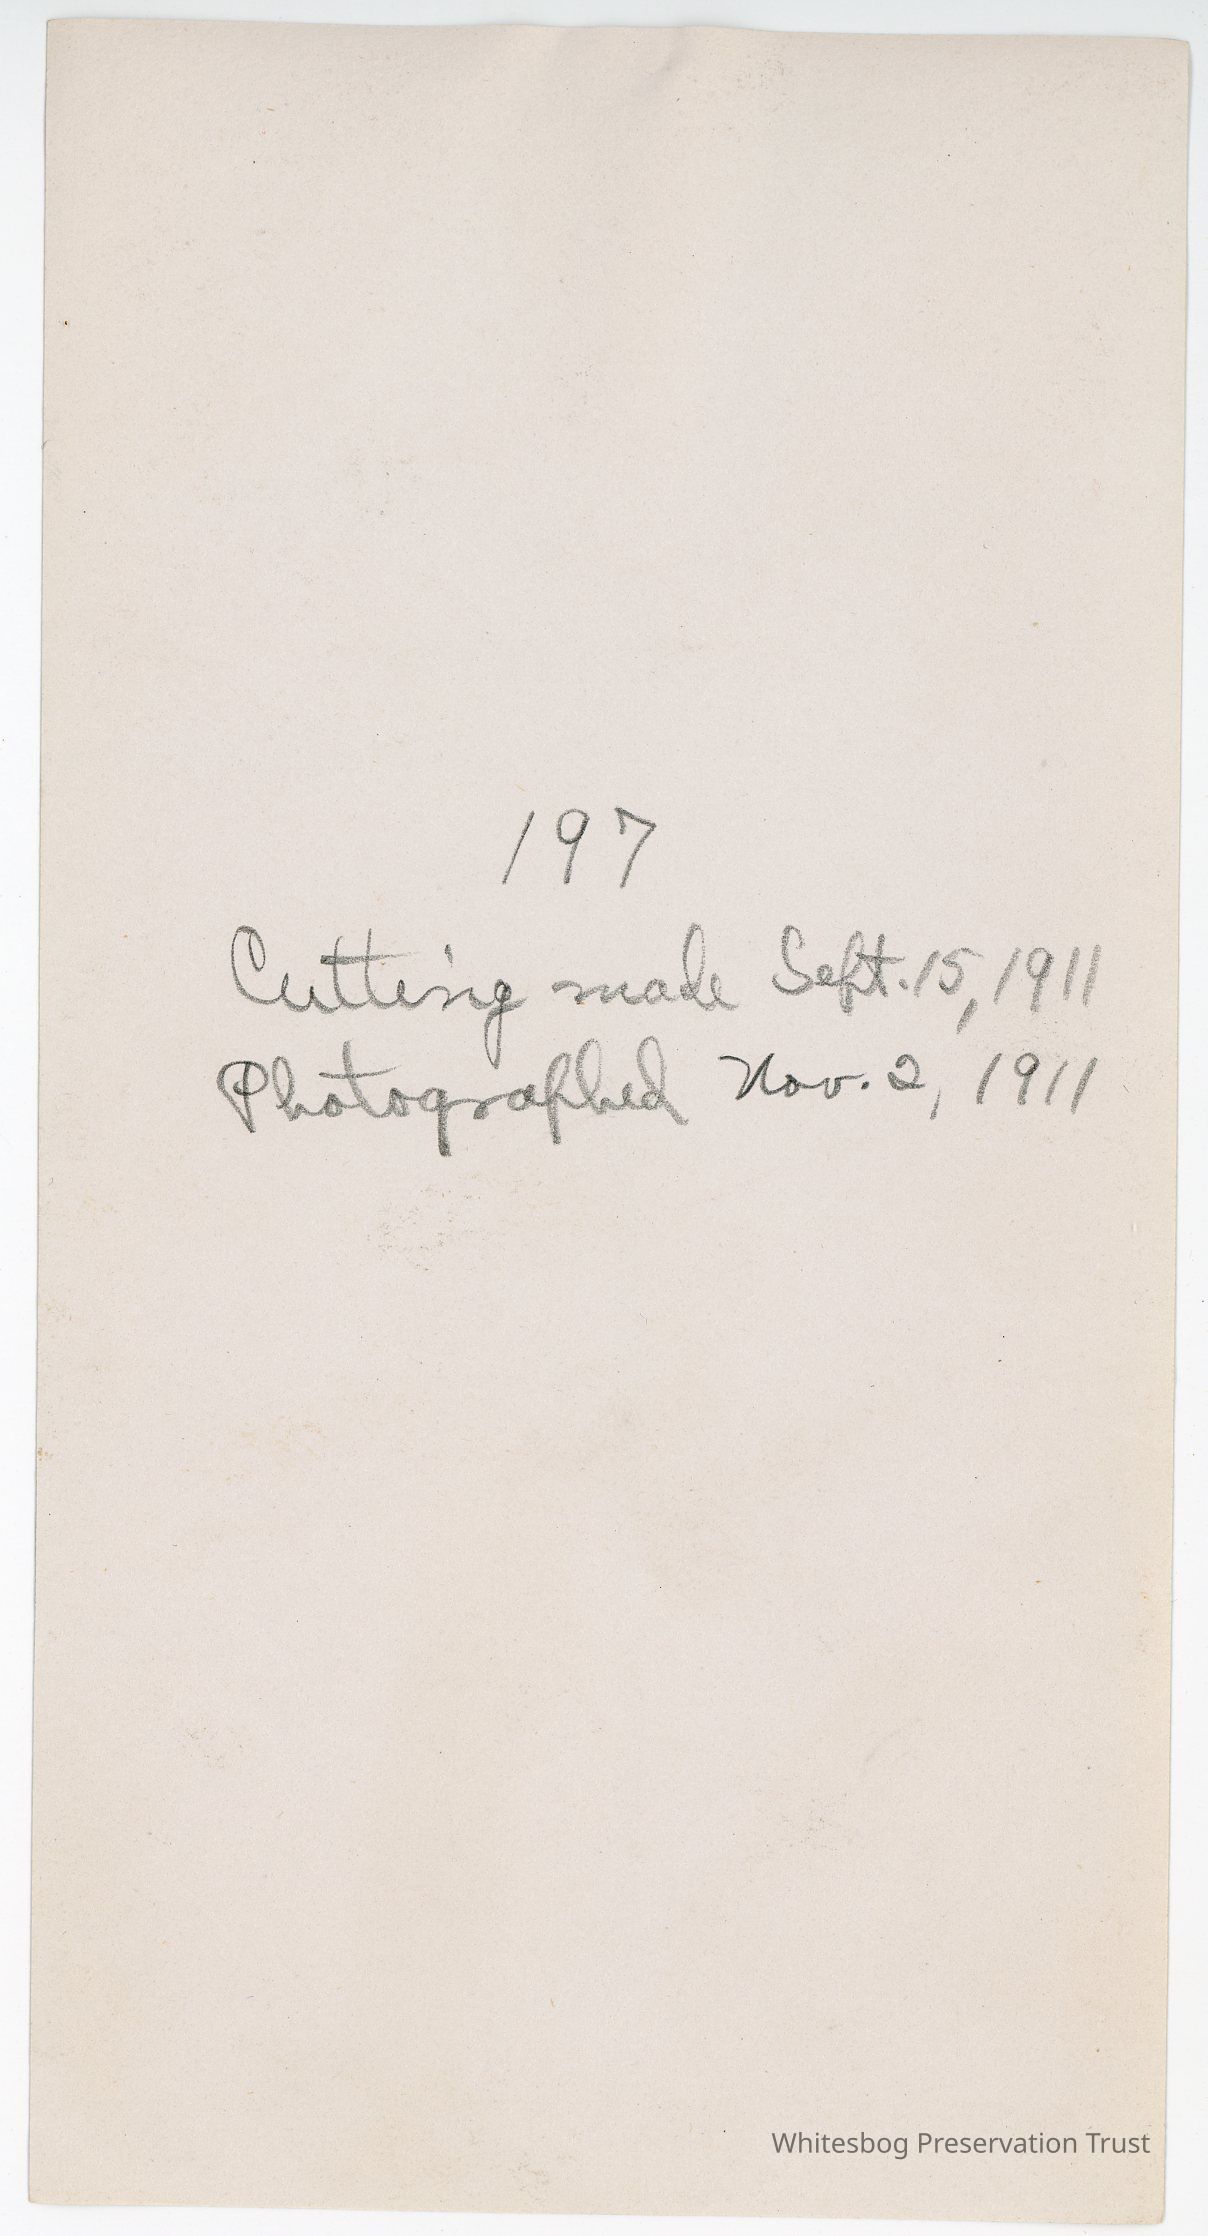 197
Cutting made Sept. 15, 1911
Photographed Nov. 2, 1911
Whitesbog Preservation Trust